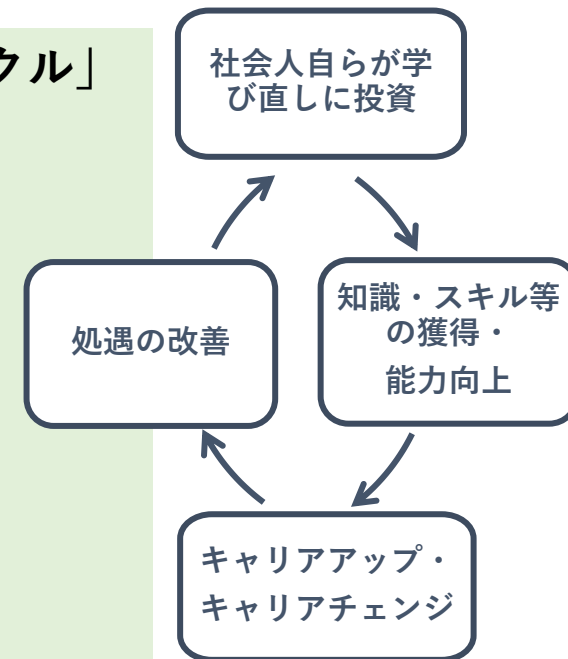 クル」
社会人自らが学
び直しに投資
知識・スキル等
の獲得・
能力向上
処遇の改善
キャリアアップ・
キャリアチェンジ